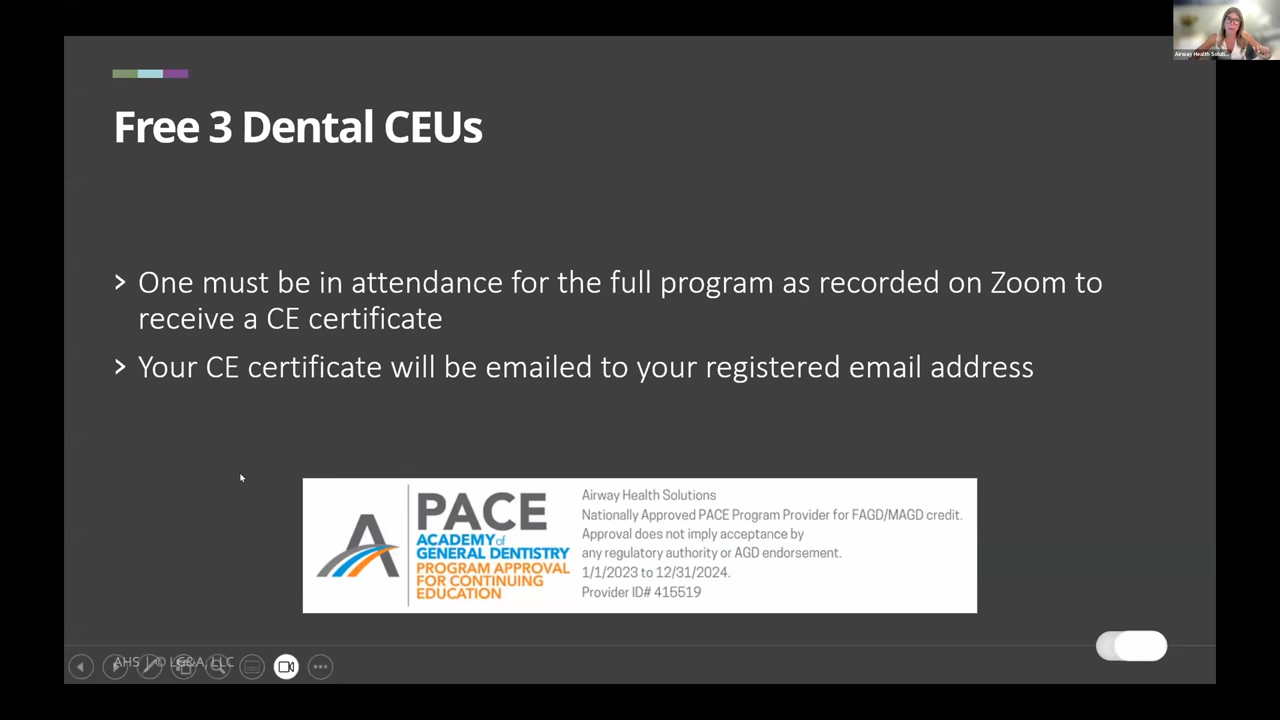 Airway Health Soluti...
Free 3 Dental CEUs
One must be in attendance for the full program as recorded on Zoom to
receive a CE certificate
Your CE certificate will be emailed to your registered email address
PACE
ACADEMY of
GENERAL DENTISTRY
PROGRAM APPROVAL
FOR CONTINUING
EDUCATION
Airway Health Solutions
Nationally Approved PACE Program Provider for FAGD/MAGD credit.
Approval does not imply acceptance by
any regulatory authority or AGD endorsement.
1/1/2023 to 12/31/2024.
Provider ID# 415519
AHS | © LG&A, LLC